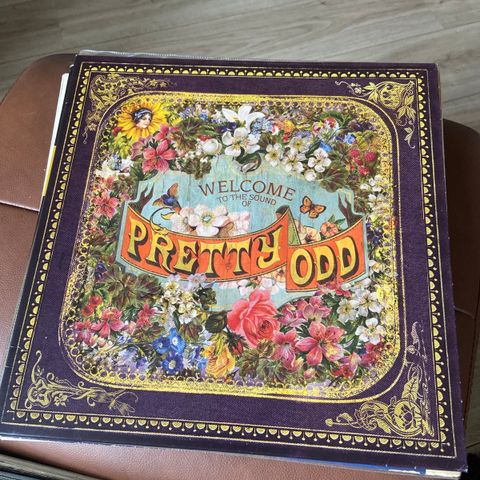 WELCOME
TO THE SOUND
OF
PRETTY ODD